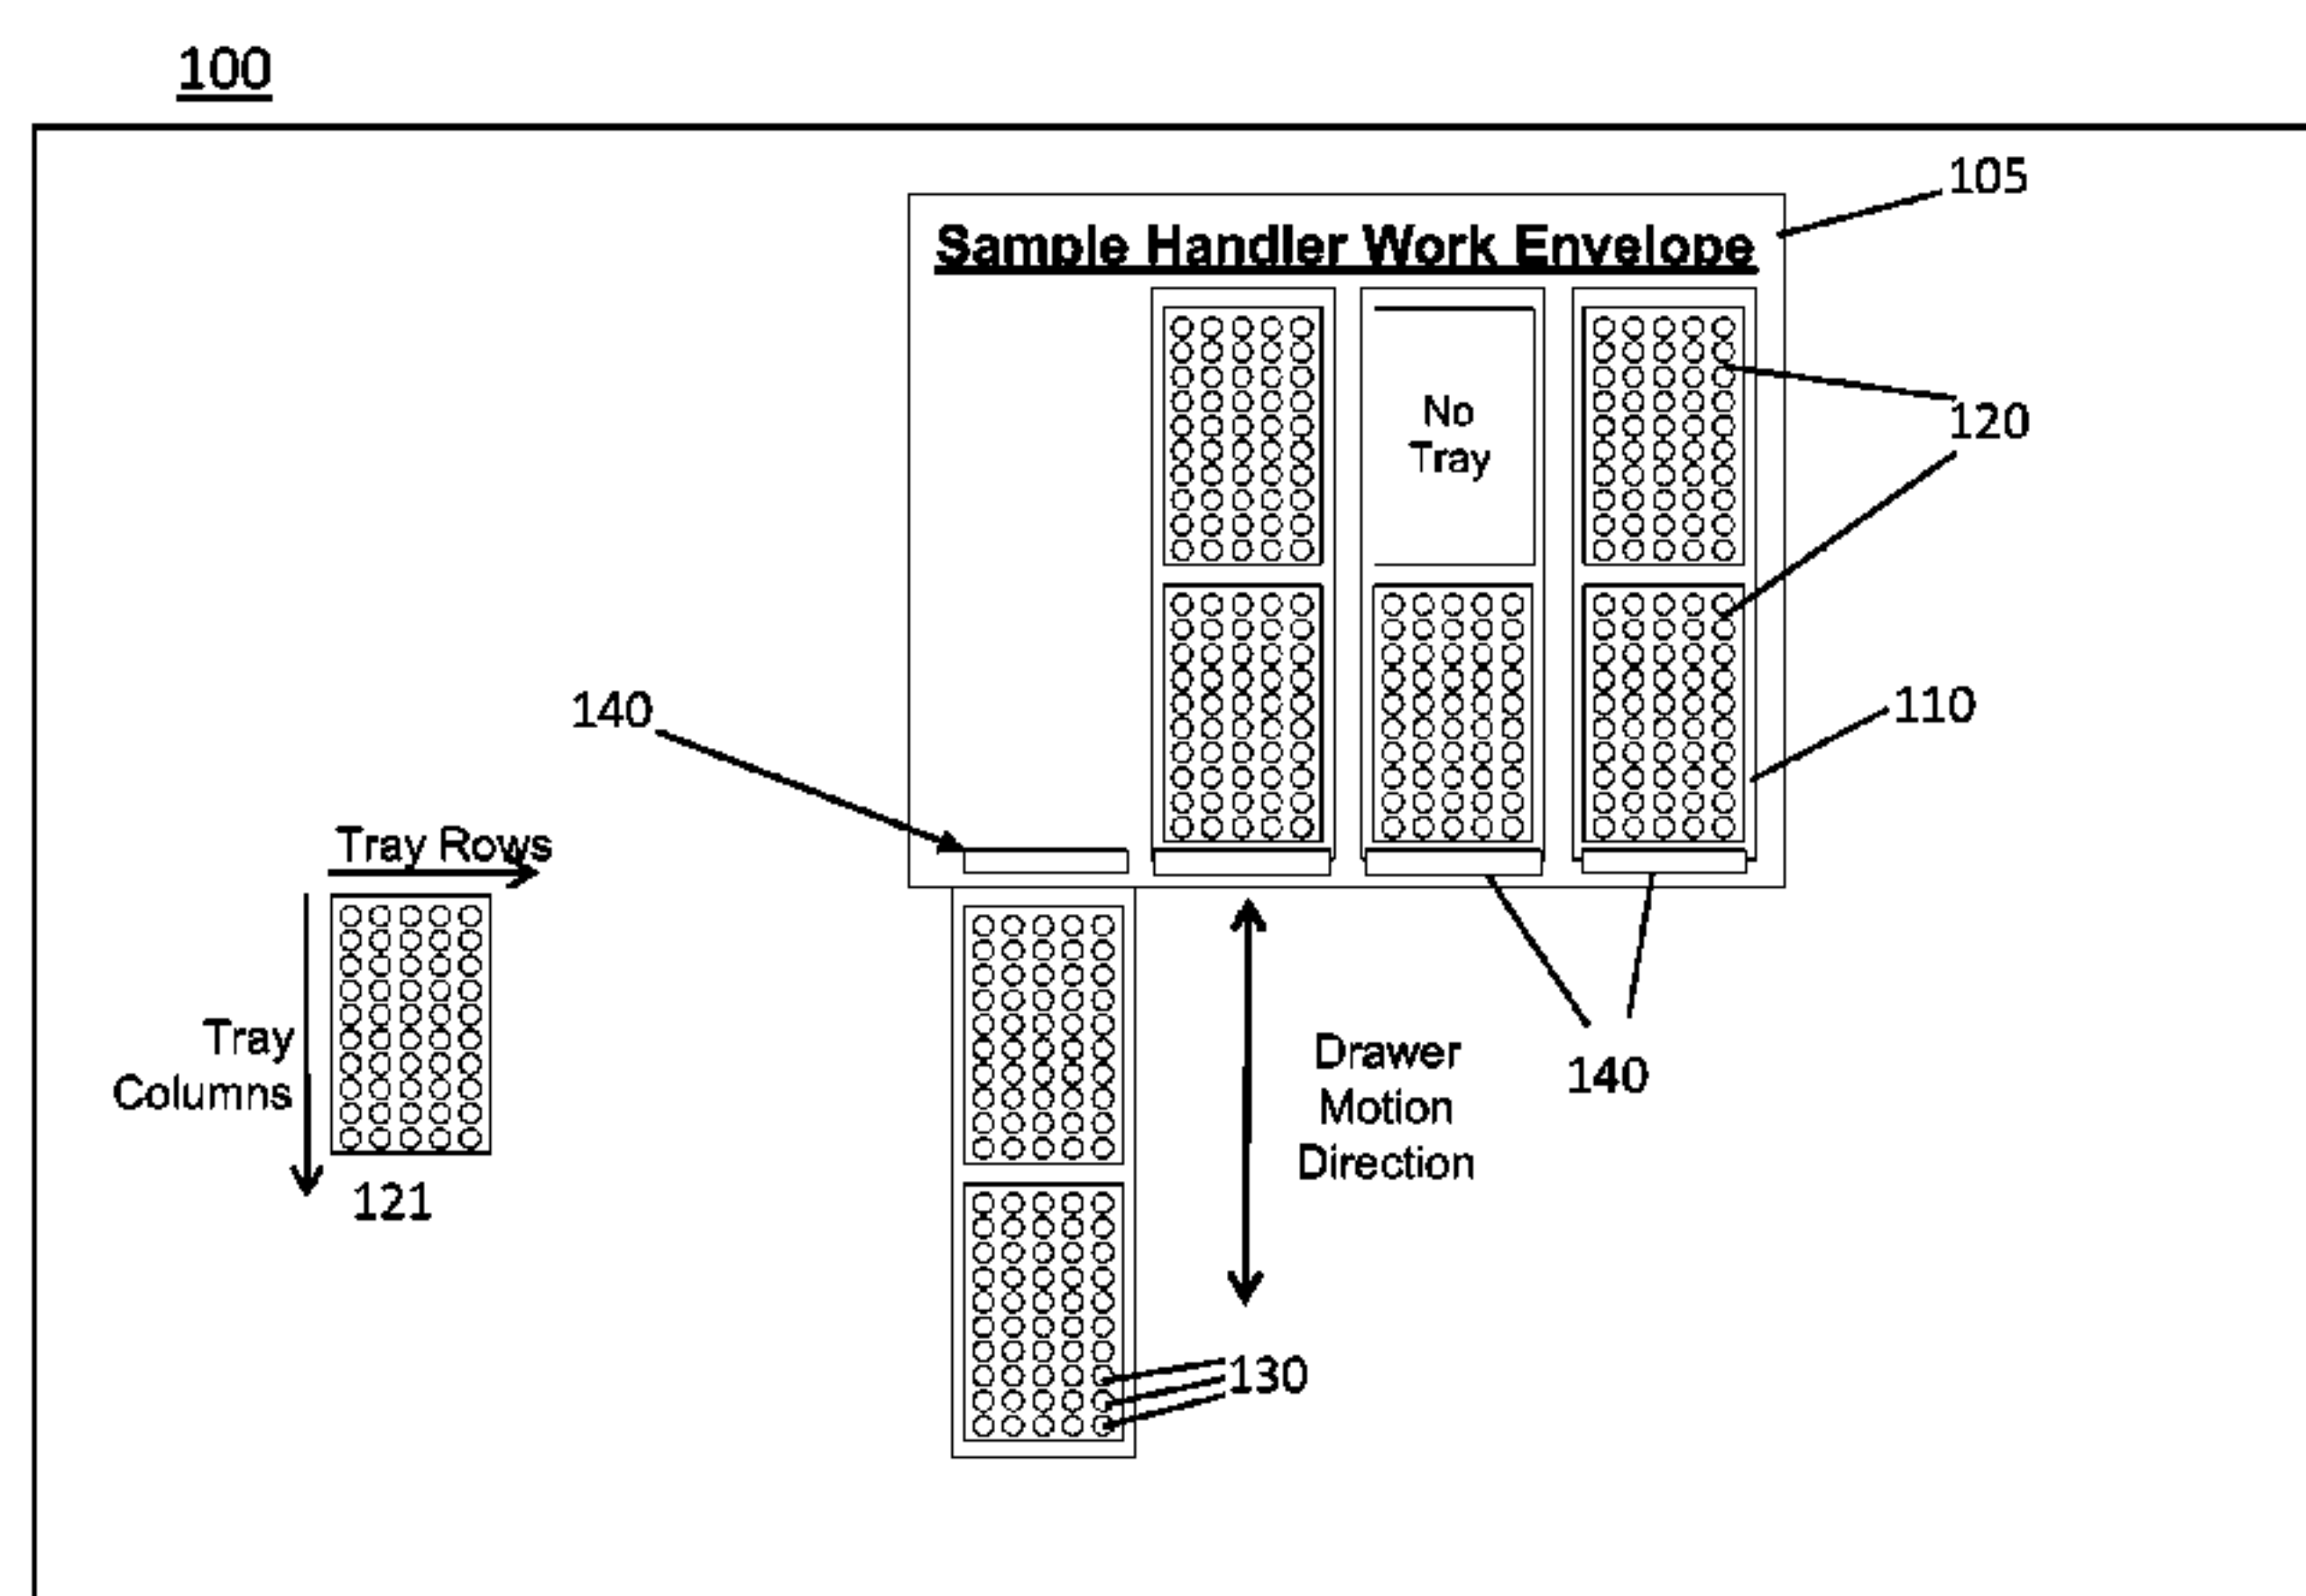 100
105
Sample Handler Work Envelope
No
Tray
120
140
110
Tray Rows
Tray
Columns
121
Drawer
Motion
Direction
140
130